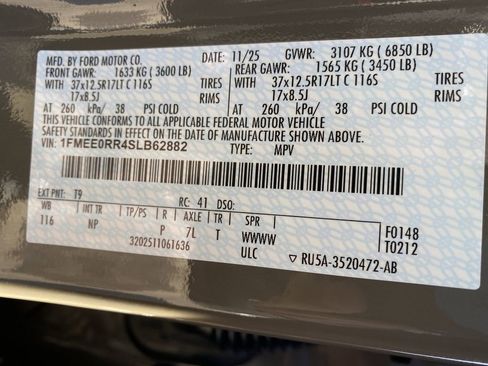 MFD. BY FORD MOTOR CO.
DATE: 11/25 GVWR: 3107 KG ( 6850 LB)
FRONT GAWR: 1633 KG ( 3600 LB) REAR GAWR: 1565 KG ( 3450 LB)
WITH 37x12.5R17LT C 116S TIRES WITH 37x12.5R17LT C 116S TIRES
17x8.5J RIMS 17x8.5J RIMS
AT 260 kPa/ 38 PSI COLD AT 260 kPa/ 38 PSI COLD
THIS VEHICLE CONFORMS TO ALL APPLICABLE FEDERAL MOTOR VEHICLE
SAFETY STANDARDS IN EFFECT ON THE DATE OF MANUFACTURE SHOWN ABOVE.
VIN: 1FMEE0RR4SLB62882 TYPE: MPV
EXT PNT: T9 RC: 41 DSO:
WB INT TR TP/PS R AXLE TR SPR
116 NP P 7L T WWWW F0148
3202511061636 ULC RU5A-3520472-AB T0212